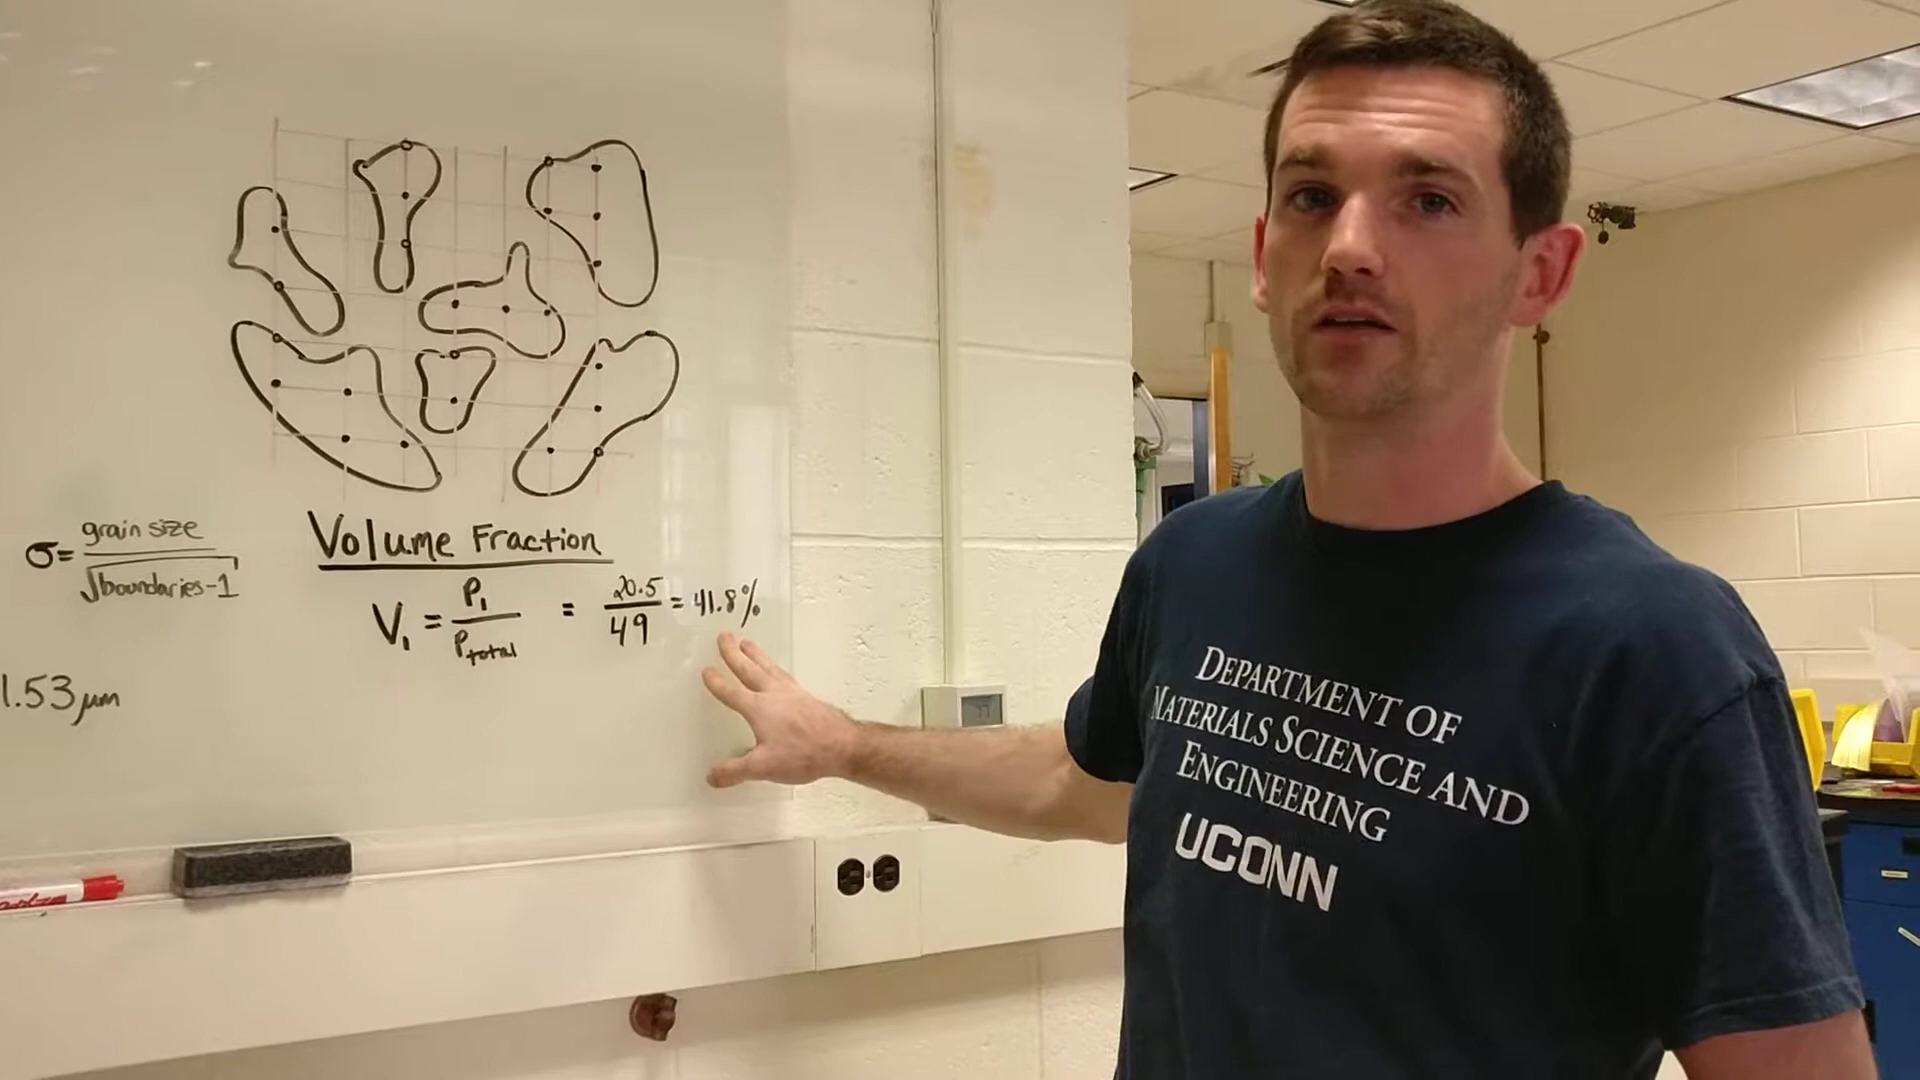 σ = grain size / √boundaries-1
1.53 μm
Volume Fraction
V₁ = P₁ / Ptotal = 20.5 / 49 = 41.8%
DEPARTMENT OF
MATERIALS SCIENCE AND
ENGINEERING
UCONN